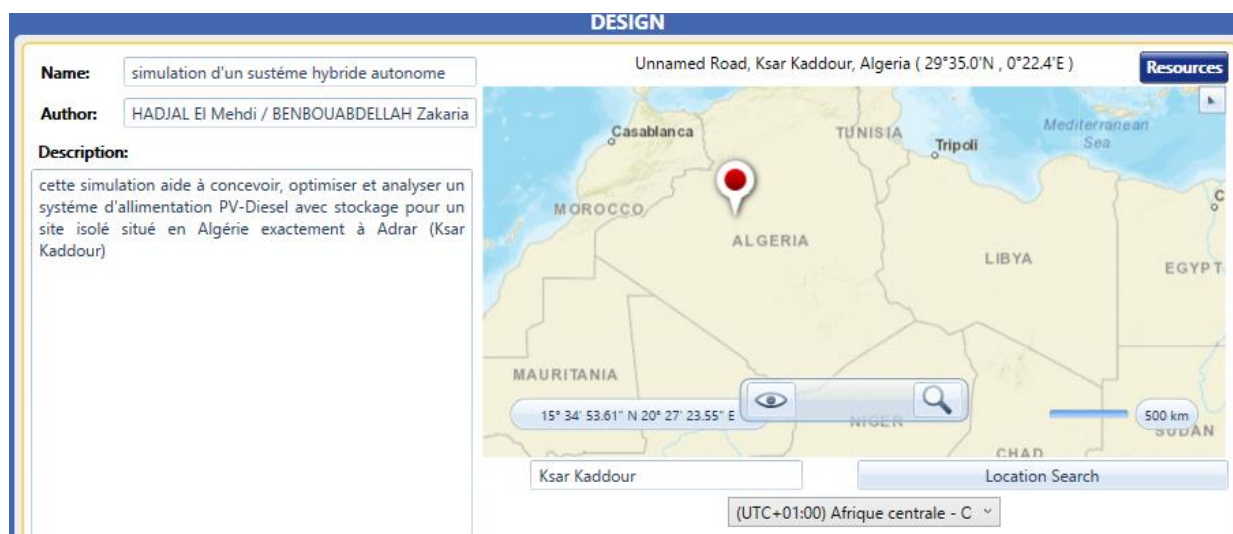 DESIGN
Name:
simulation d'un sustéme hybride autonome
Author:
HADJAL El Mehdi / BENBOUABDELLAH Zakaria
Description:
cette simulation aide à concevoir, optimiser et analyser un
systéme d'allimentation PV-Diesel avec stockage pour un
site isolé situé en Algérie exactement à Adrar (Ksar
Kaddour)
Unnamed Road, Ksar Kaddour, Algeria ( 29°35.0'N , 0°22.4'E )
Resources
Casablanca
TUNISIA
Tripoli
Mediterranean
Sea
MOROCCO
ALGERIA
LIBYA
EGYPT
MAURITANIA
15° 34' 53.61" N 20° 27' 23.55" E
NIGER
500 km
SUDAN
CHAD
Ksar Kaddour
Location Search
(UTC+01:00) Afrique centrale - O